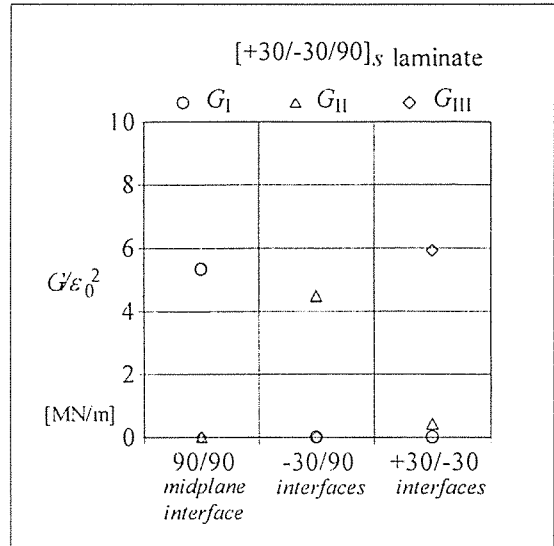 [+30/-30/90]s laminate
○ GI △ GII ◇ GIII
10
8
6
G/ε0²
4
2
[MN/m]
0
90/90 -30/90 +30/-30
midplane interfaces interfaces
interface